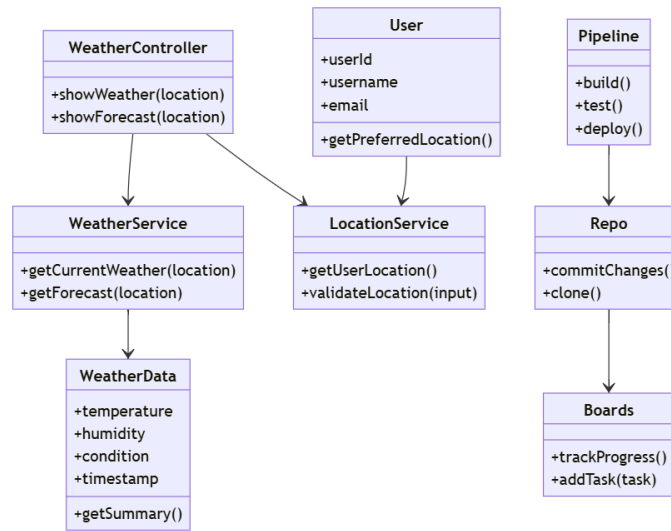 WeatherController
+showWeather(location)
+showForecast(location)
User
+userId
+username
+email
+getPreferredLocation()
Pipeline
+build()
+test()
+deploy()
WeatherService
+getCurrentWeather(location)
+getForecast(location)
LocationService
+getUserLocation()
+validateLocation(input)
Repo
+commitChanges()
+clone()
WeatherData
+temperature
+humidity
+condition
+timestamp
+getSummary()
Boards
+trackProgress()
+addTask(task)